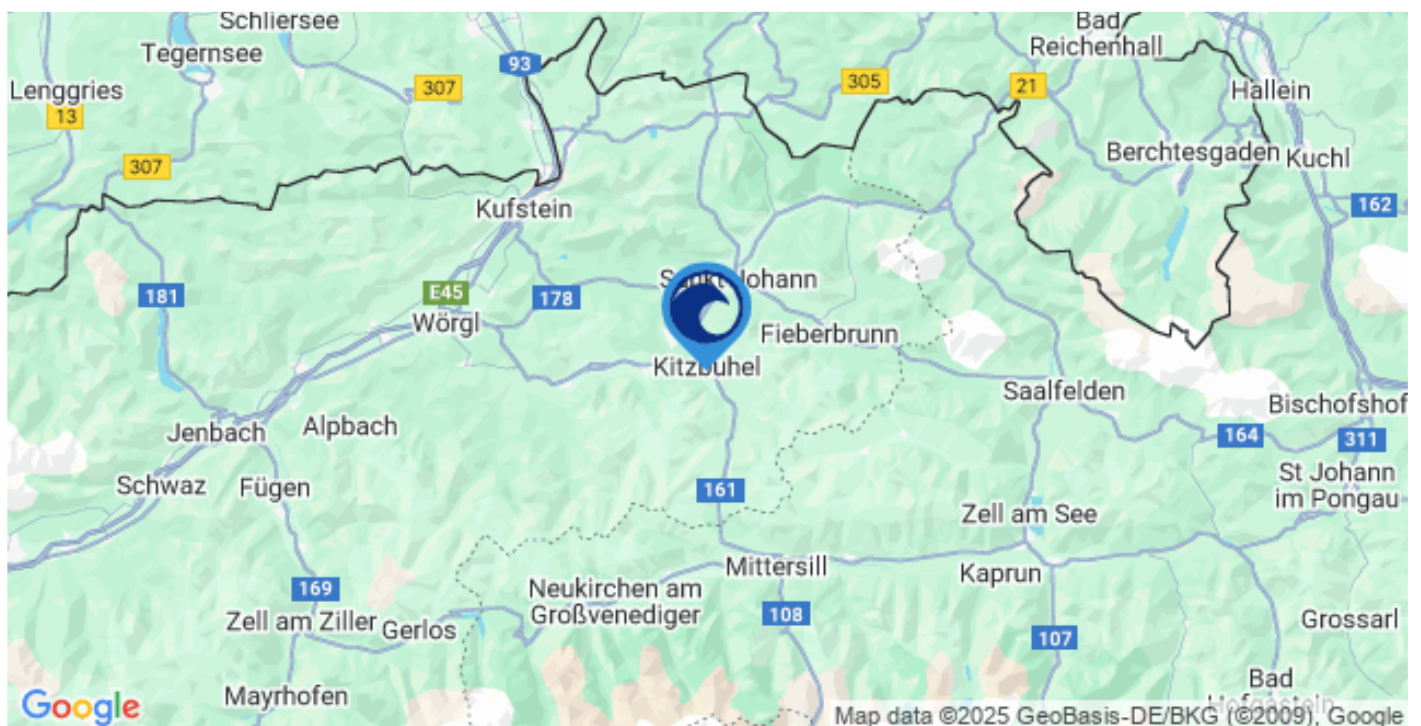 Schliersee
Tegernsee
Lenggries
13
307
93
307
305
21
Bad
Reichenhall
Hallein
Berchtesgaden
Kuchl
162
Kufstein
181
E45
178
Wörgl
Johann
Fieberbrunn
Kitzbühel
Saalfelden
Bischofshof
164
311
Jenbach
Alpbach
Schwaz
Fügen
161
St Johann
im Pongau
Zell am See
Mittersill
Kaprun
Neukirchen am
Großvenediger
169
108
107
Zell am Ziller
Gerlos
Grossarl
Mayrhofen
Bad
Hofgastein
Google
Map data ©2025 GeoBasis-DE/BKG (©2009), Google